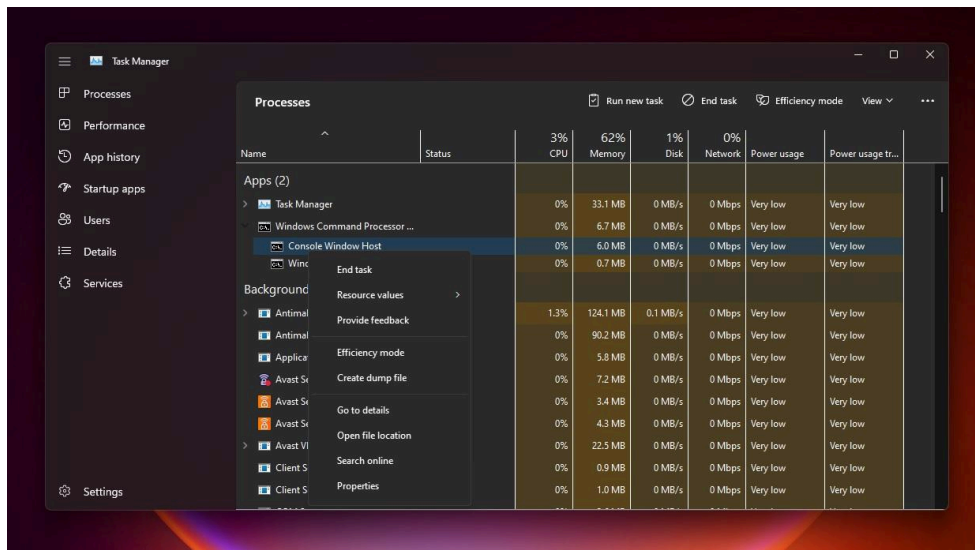 Task Manager
Processes
Performance
App history
Startup apps
Users
Details
Services
Settings
Processes Run new task End task Efficiency mode View
3% 62% 1% 0%
Name Status CPU Memory Disk Network Power usage Power usage tr...
Apps (2)
Task Manager 0% 33.1 MB 0 MB/s 0 Mbps Very low Very low
Windows Command Processor ... 0% 6.7 MB 0 MB/s 0 Mbps Very low Very low
Console Window Host 0% 6.0 MB 0 MB/s 0 Mbps Very low Very low
Winc 0% 0.7 MB 0 MB/s 0 Mbps Very low Very low
Background
Antimal 1.3% 124.1 MB 0.1 MB/s 0 Mbps Very low Very low
Antimal 0% 90.2 MB 0 MB/s 0 Mbps Very low Very low
Applica 0% 5.8 MB 0 MB/s 0 Mbps Very low Very low
Avast Se 0% 7.2 MB 0 MB/s 0 Mbps Very low Very low
Avast Se 0% 3.4 MB 0 MB/s 0 Mbps Very low Very low
Avast Se 0% 4.3 MB 0 MB/s 0 Mbps Very low Very low
Avast VI 0% 22.5 MB 0 MB/s 0 Mbps Very low Very low
Client S 0% 0.9 MB 0 MB/s 0 Mbps Very low Very low
Client S 0% 1.0 MB 0 MB/s 0 Mbps Very low Very low
End task
Resource values
Provide feedback
Efficiency mode
Create dump file
Go to details
Open file location
Search online
Properties